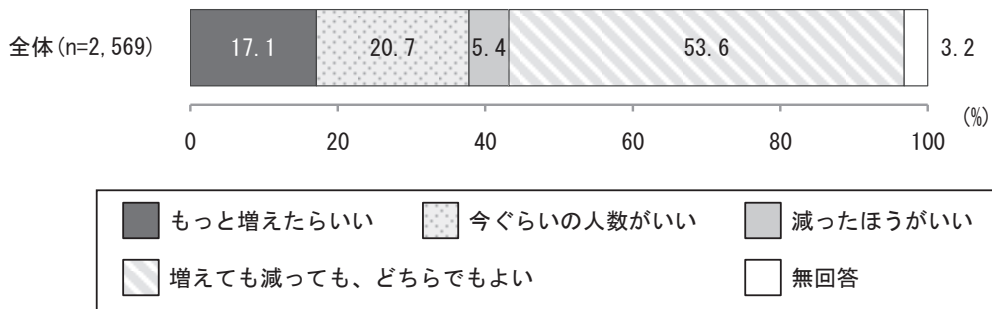 全体(n=2,569) 17.1 20.7 5.4 53.6 3.2
(%)
0 20 40 60 80 100
もっと増えたらいい 今ぐらいの人数がいい 減ったほうがいい
増えても減っても、どちらでもよい 無回答